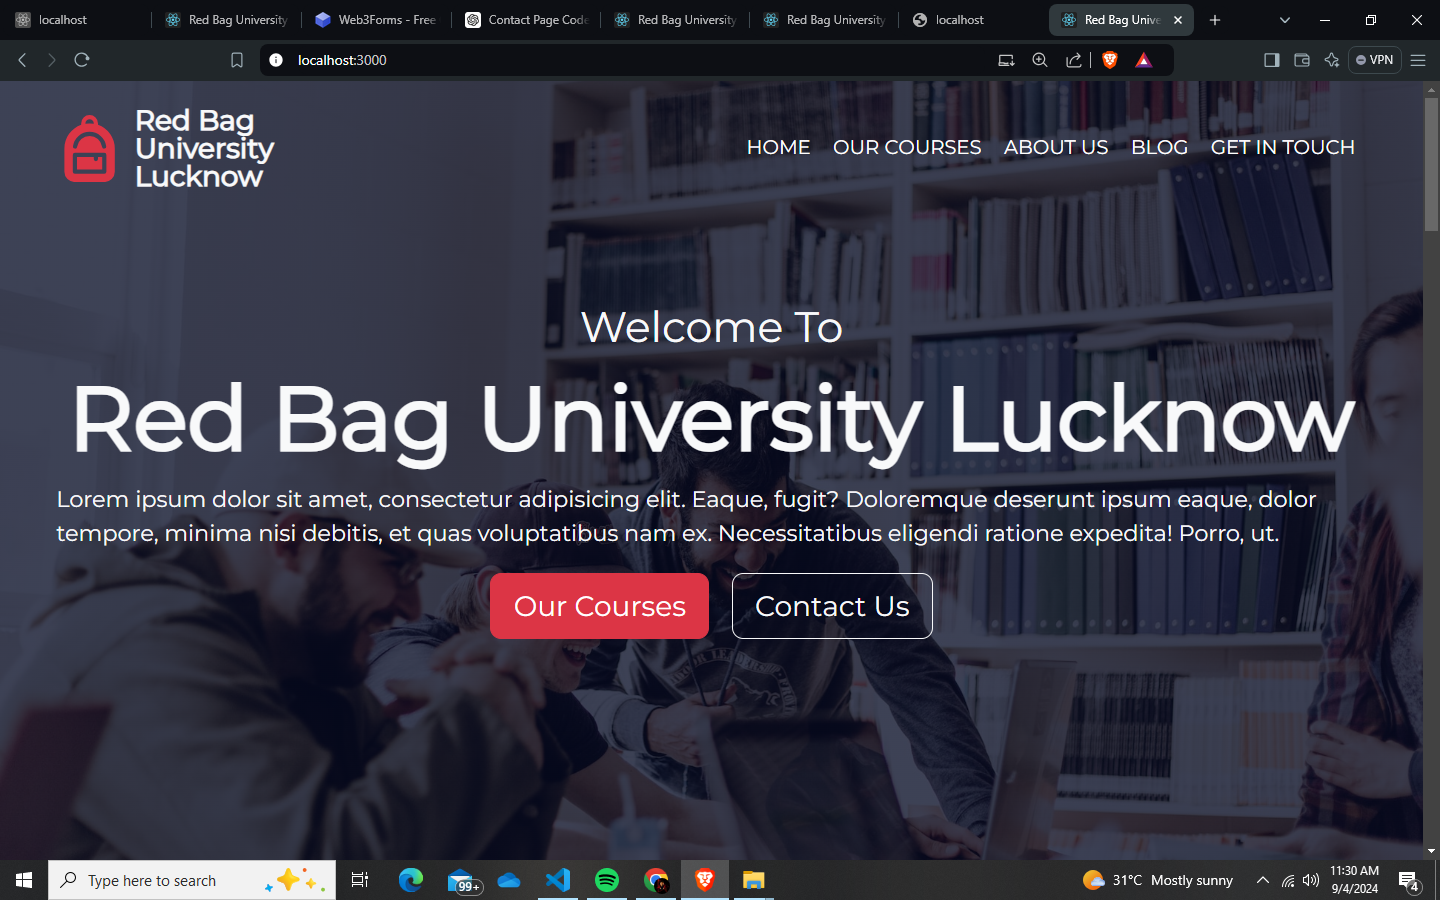 localhost
Red Bag University
Web3Forms - Free
Contact Page Code
Red Bag University
Red Bag University
localhost
Red Bag Unive
localhost:3000
VPN
Red Bag
University
Lucknow
HOME OUR COURSES ABOUT US BLOG GET IN TOUCH
Welcome To
Red Bag University Lucknow
Lorem ipsum dolor sit amet, consectetur adipisicing elit. Eaque, fugit? Doloremque deserunt ipsum eaque, dolor
tempore, minima nisi debitis, et quas voluptatibus nam ex. Necessitatibus eligendi ratione expedita! Porro, ut.
Our Courses Contact Us
Type here to search
99+
31°C Mostly sunny
11:30 AM
9/4/2024
4